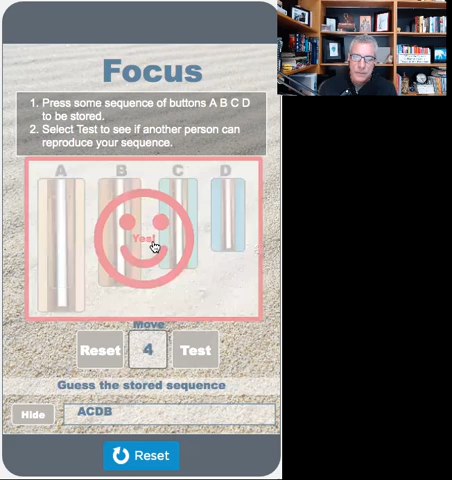 Focus
1. Press some sequence of buttons A B C D
to be stored.
2. Select Test to see if another person can
reproduce your sequence.
A B C D
Yes!
Move
Reset 4 Test
Guess the stored sequence
Hide ACDB
Reset